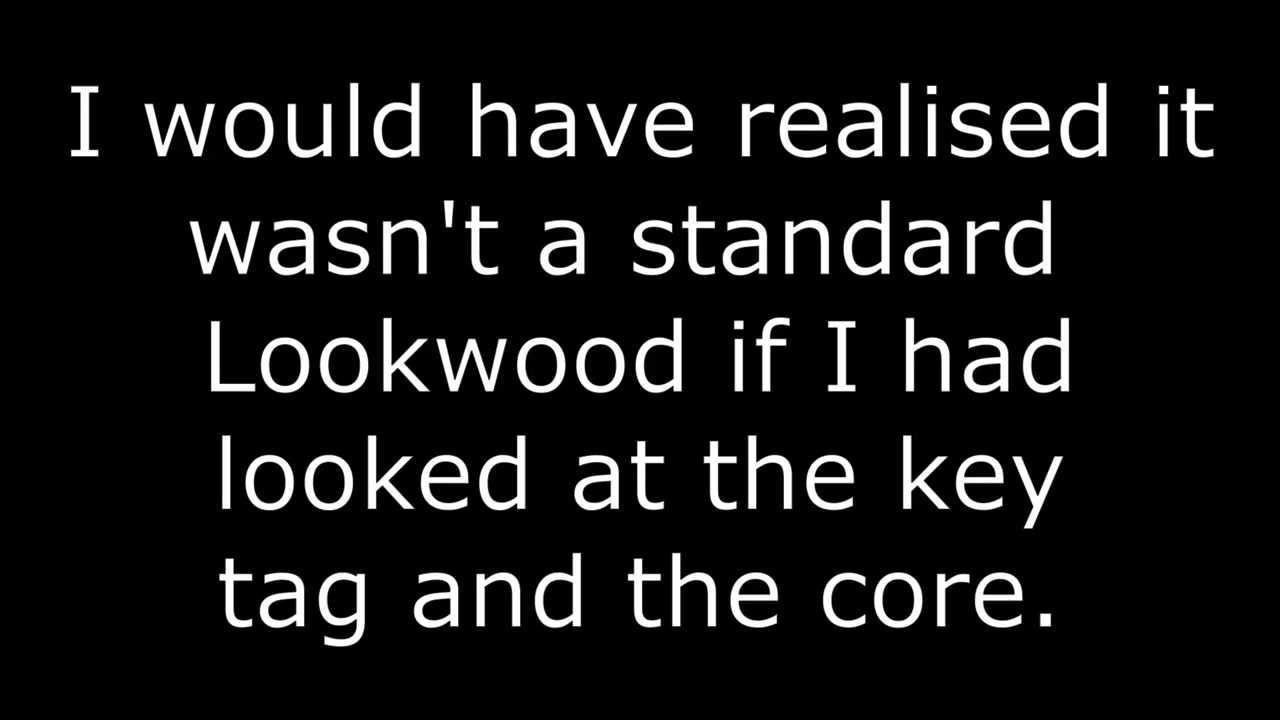 I would have realised it
wasn't a standard
Lookwood if I had
looked at the key
tag and the core.